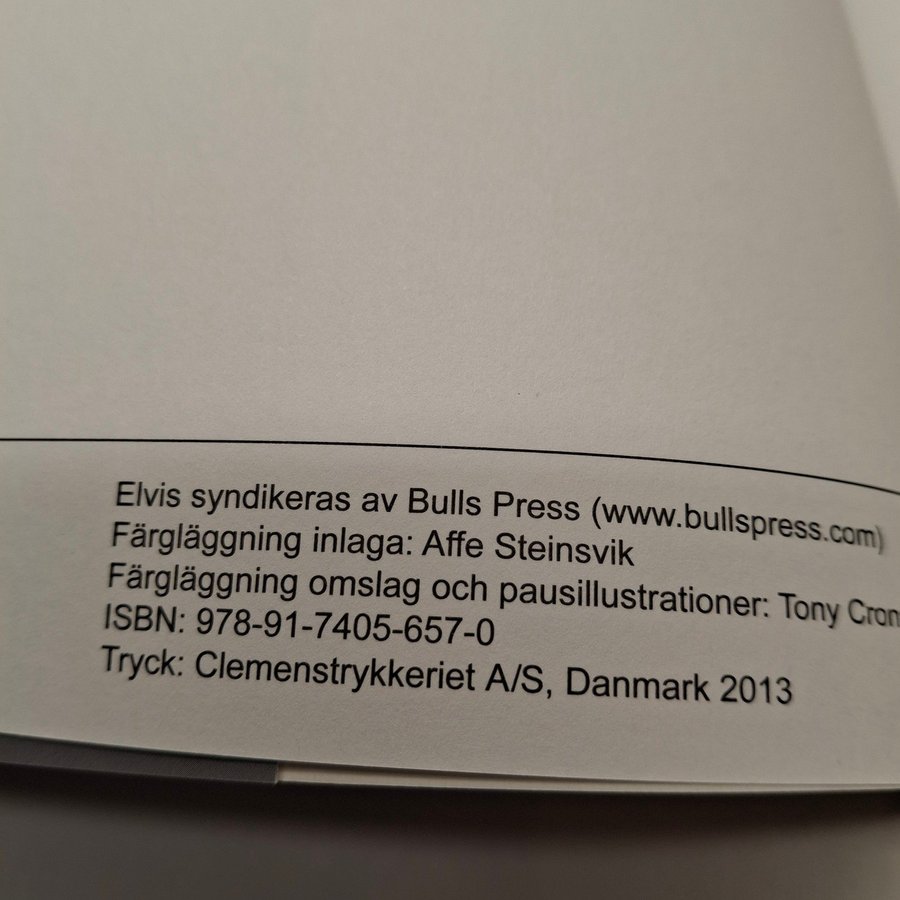 Elvis syndikeras av Bulls Press (www.bullspress.com)
Färgläggning inlaga: Affe Steinsvik
Färgläggning omslag och pausillustrationer: Tony
ISBN: 978-91-7405-657-0
Tryck: Clemenstrykkeriet A/S, Danmark 2013